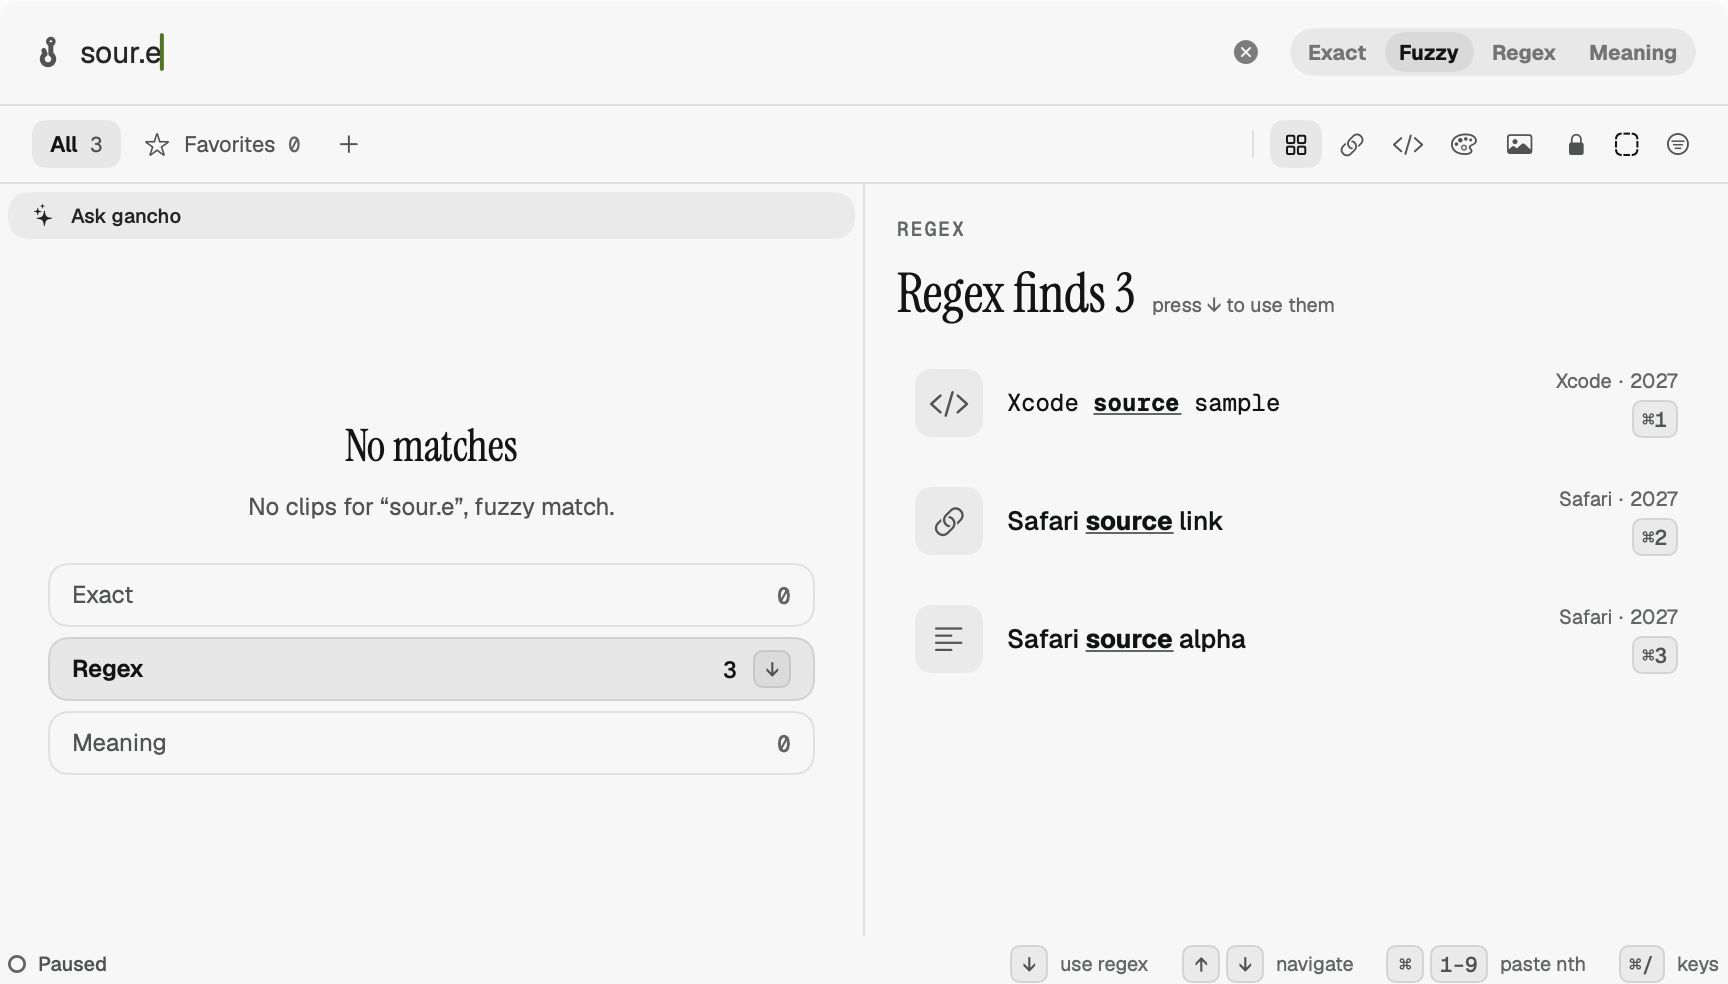 sour.e
Exact Fuzzy Regex Meaning
All 3 Favorites 0 +
Ask gancho
No matches
No clips for “sour.e”, fuzzy match.
Exact 0
Regex 3 ↓
Meaning 0
REGEX
Regex finds 3 press ↓ to use them
</> Xcode source sample Xcode · 2027
⌘1
Safari source link Safari · 2027
⌘2
Safari source alpha Safari · 2027
⌘3
Paused ↓ use regex ↑ ↓ navigate ⌘ 1–9 paste nth ⌘/ keys